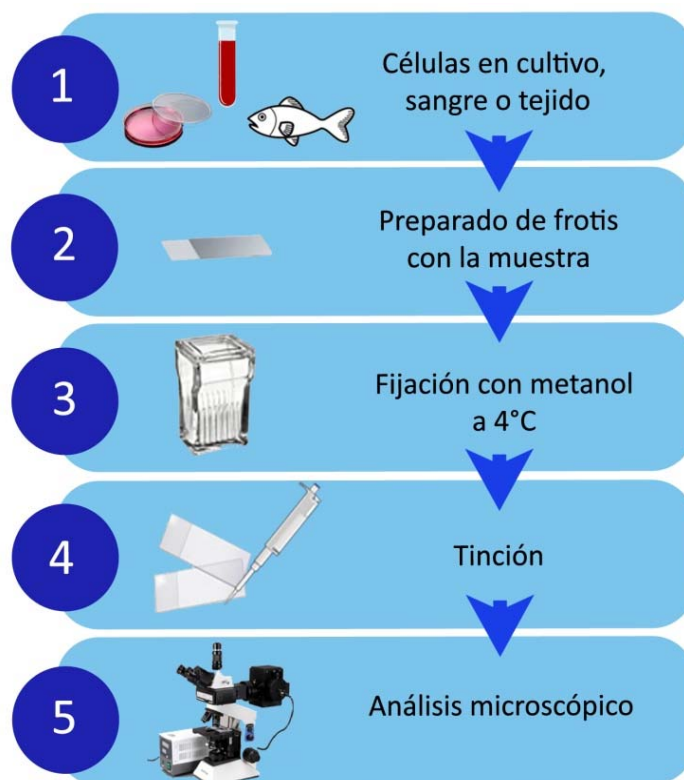 1
Células en cultivo,
sangre o tejido
2
Preparado de frotis
con la muestra
3
Fijación con metanol
a 4°C
4
Tinción
5
Análisis microscópico